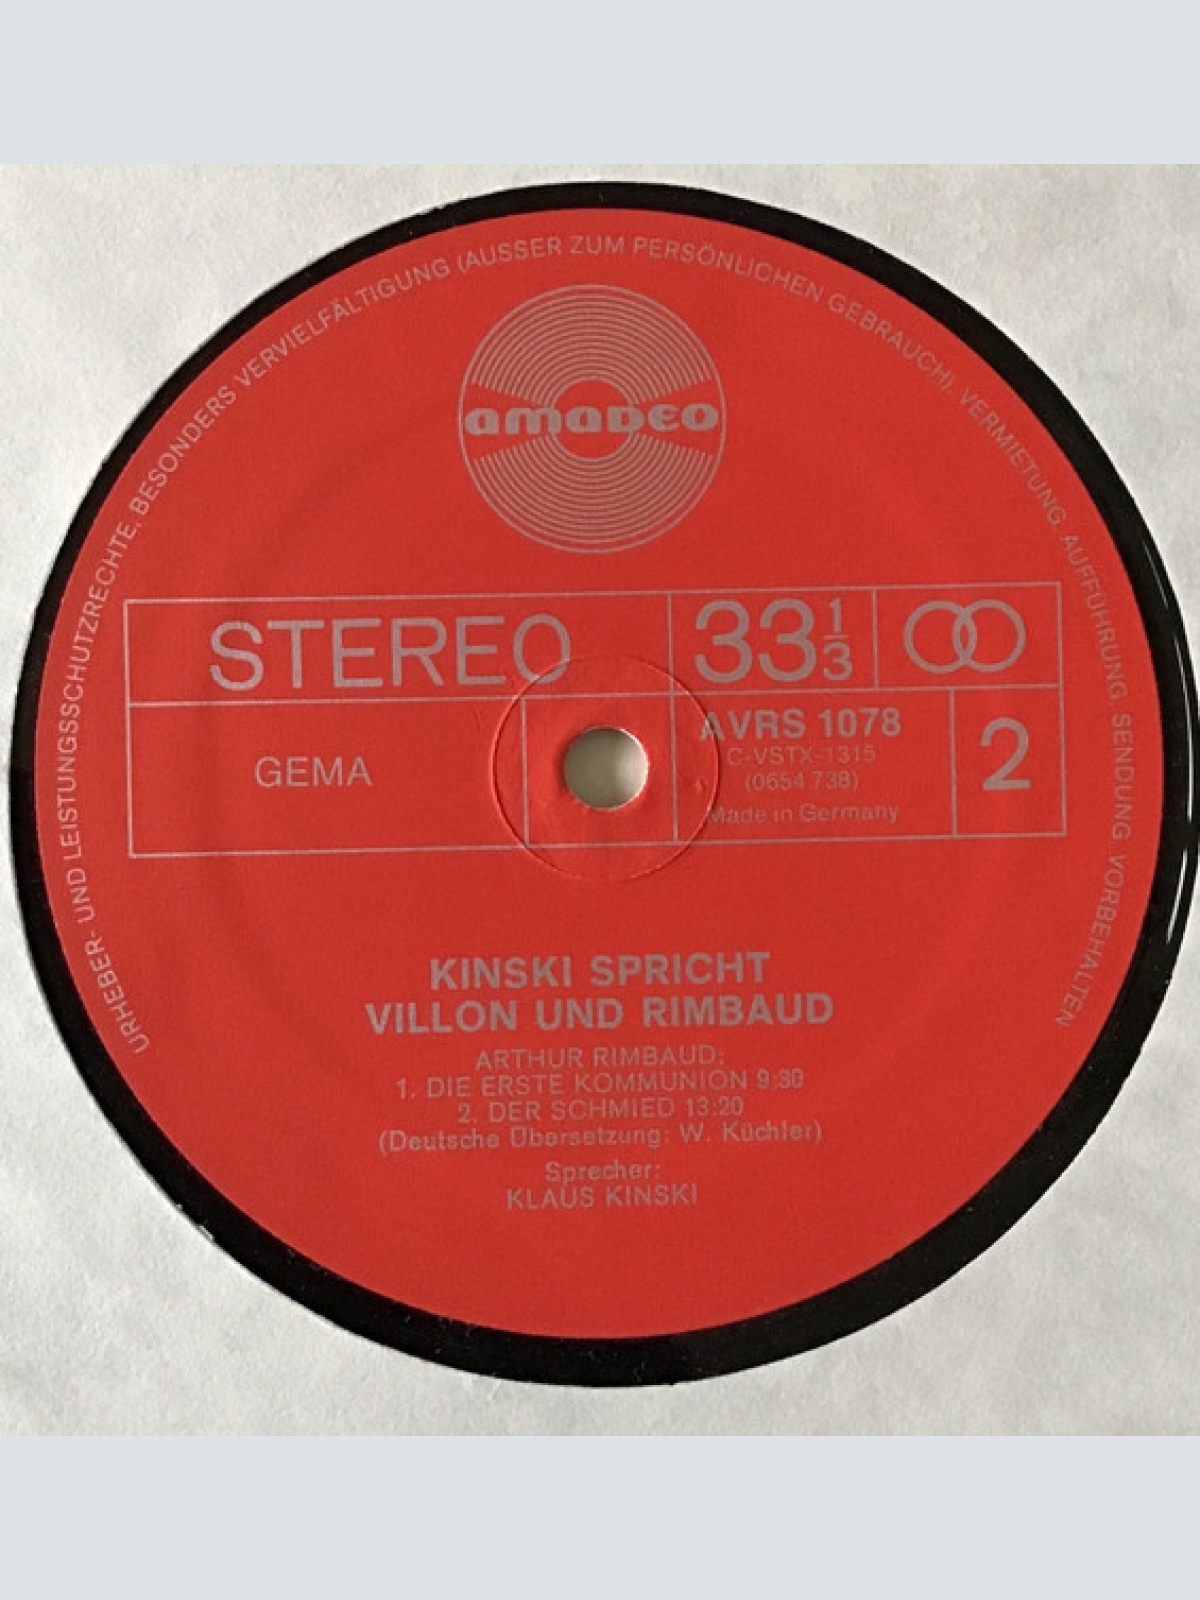 URHEBER- UND LEISTUNGSSCHUTZRECHTE, BESONDERS VERVIELFÄLTIGUNG (AUSSER ZUM PERSÖNLICHEN GEBRAUCH), VERMIETUNG, AUFFÜHRUNG, SENDUNG VORBEHALTEN
amadeo
STEREO
33 1/3
GEMA
AVRS 1078
C-VSTX-1315
(0654 738)
Made in Germany
2
KINSKI SPRICHT
VILLON UND RIMBAUD
ARTHUR RIMBAUD:
1. DIE ERSTE KOMMUNION 9:30
2. DER SCHMIED 13:20
(Deutsche Übersetzung: W. Küchler)
Sprecher:
KLAUS KINSKI